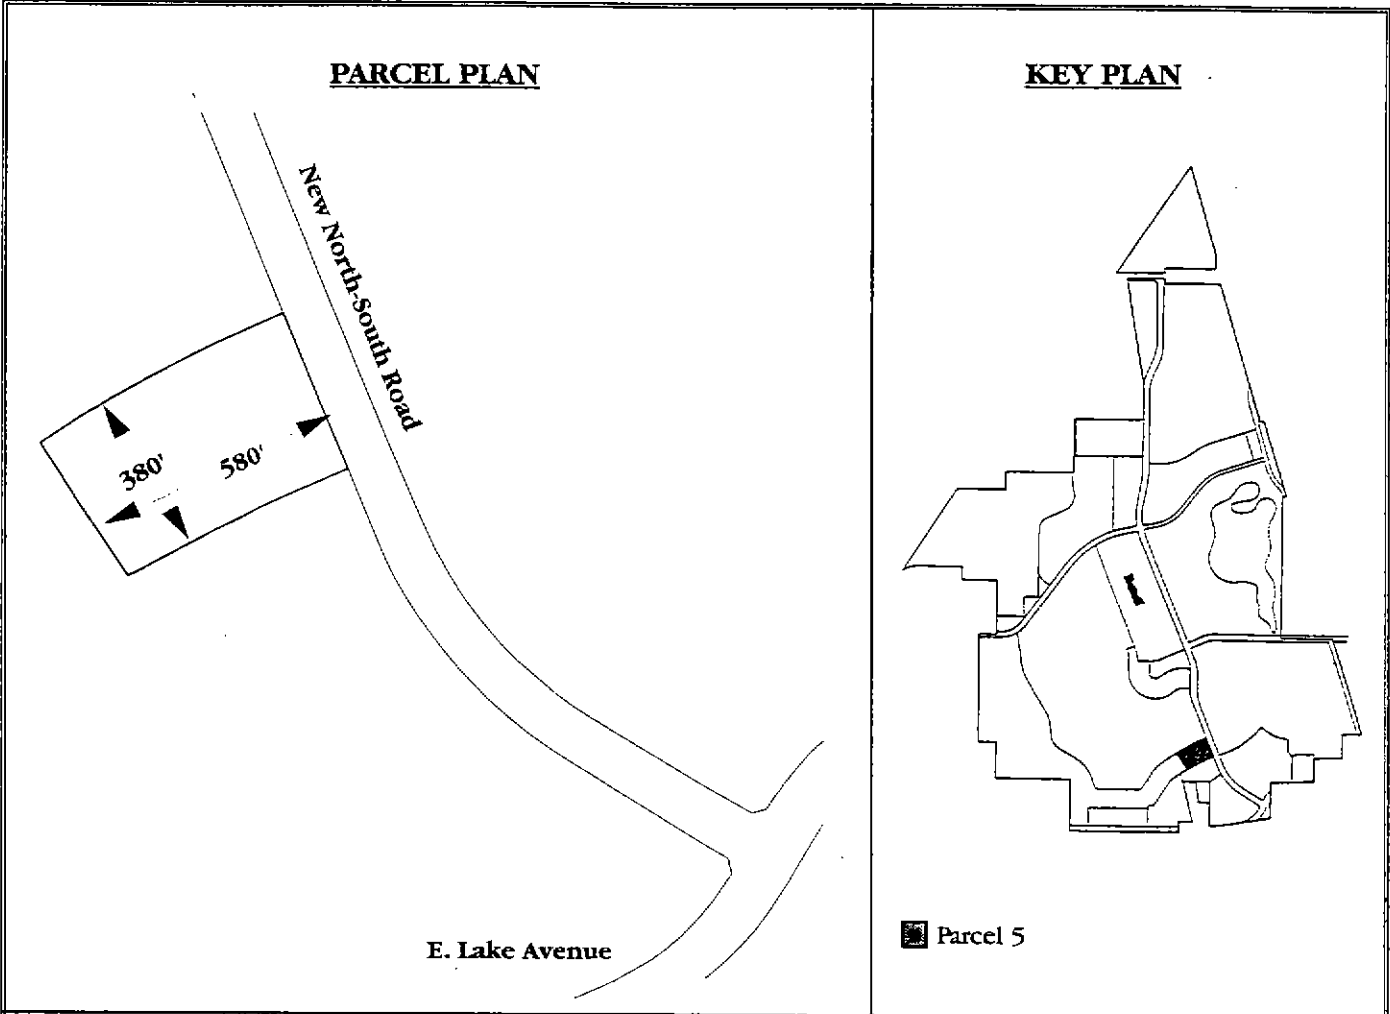 PARCEL PLAN
New North-South Road
380'
580'
E. Lake Avenue
KEY PLAN
Parcel 5